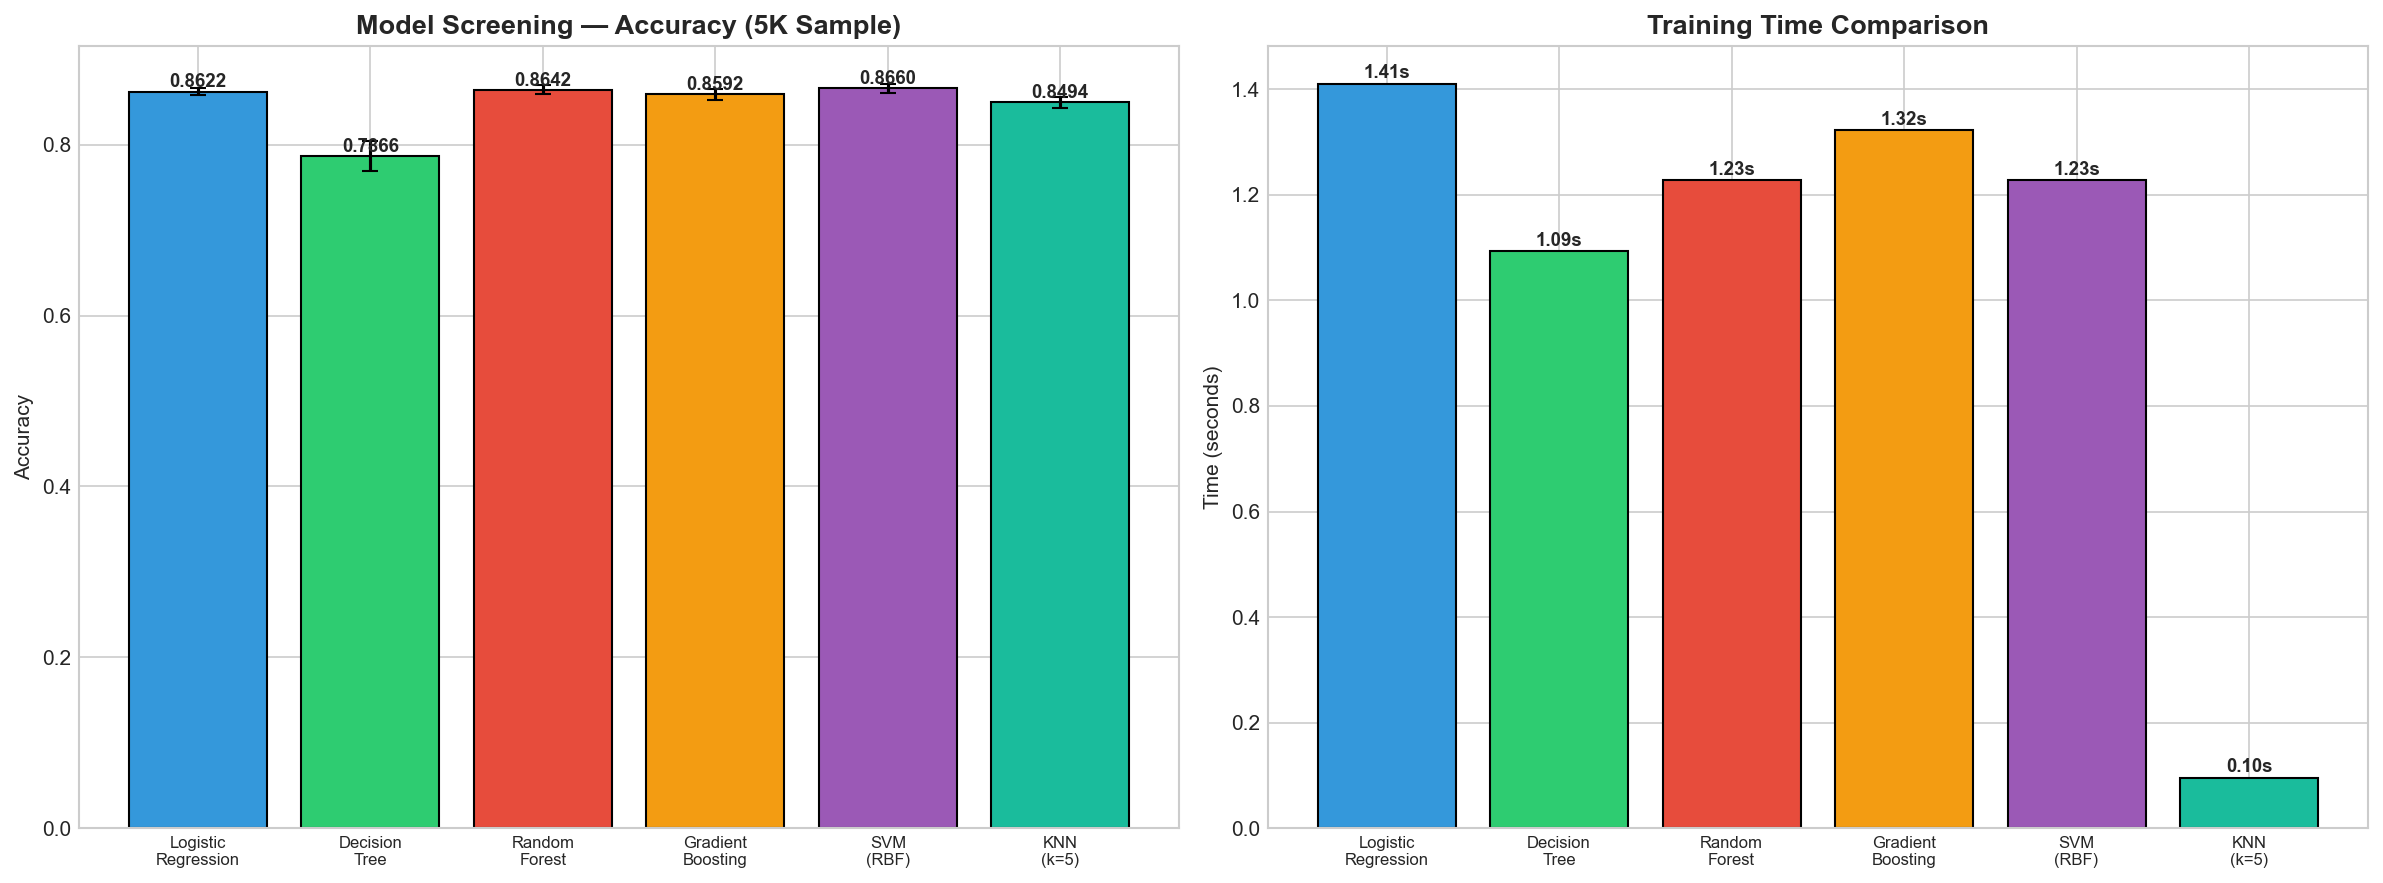 Model Screening — Accuracy (5K Sample)
Accuracy
0.8
0.6
0.4
0.2
0.0
0.8622
0.7866
0.8642
0.8592
0.8660
0.8494
Logistic
Regression
Decision
Tree
Random
Forest
Gradient
Boosting
SVM
(RBF)
KNN
(k=5)
Training Time Comparison
Time (seconds)
1.4
1.2
1.0
0.8
0.6
0.4
0.2
0.0
1.41s
1.09s
1.23s
1.32s
1.23s
0.10s
Logistic
Regression
Decision
Tree
Random
Forest
Gradient
Boosting
SVM
(RBF)
KNN
(k=5)